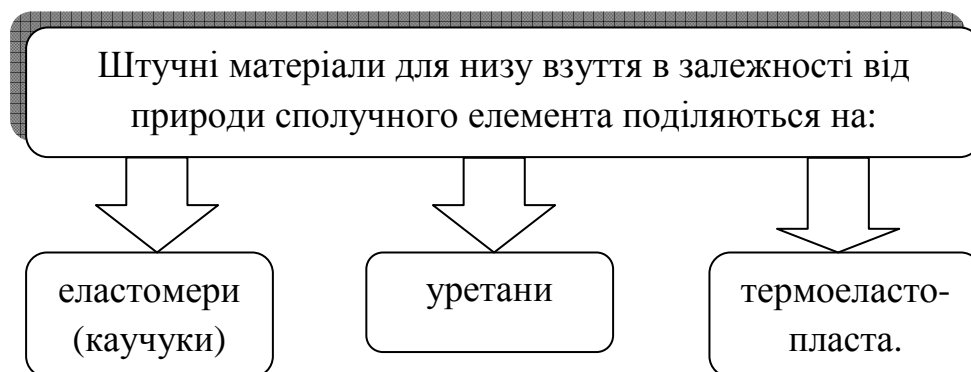 Штучні матеріали для низу взуття в залежності від
природи сполучного елемента поділяються на:
еластомери
(каучуки)
уретани
термоеласто-
пласта.